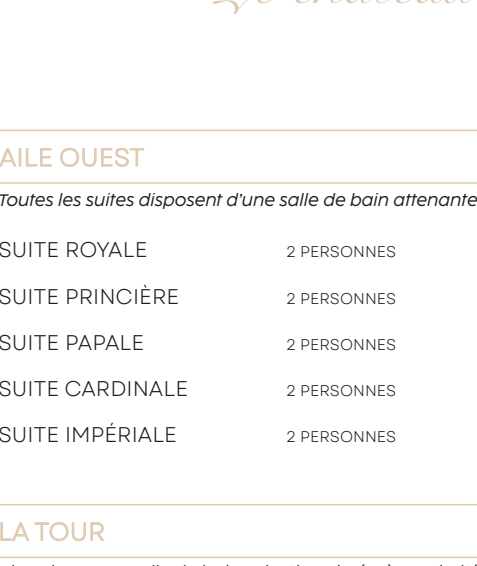 AILE OUEST
Toutes les suites disposent d'une salle de bain attenante
SUITE ROYALE 2 PERSONNES
SUITE PRINCIÈRE 2 PERSONNES
SUITE PAPALE 2 PERSONNES
SUITE CARDINALE 2 PERSONNES
SUITE IMPÉRIALE 2 PERSONNES
LA TOUR